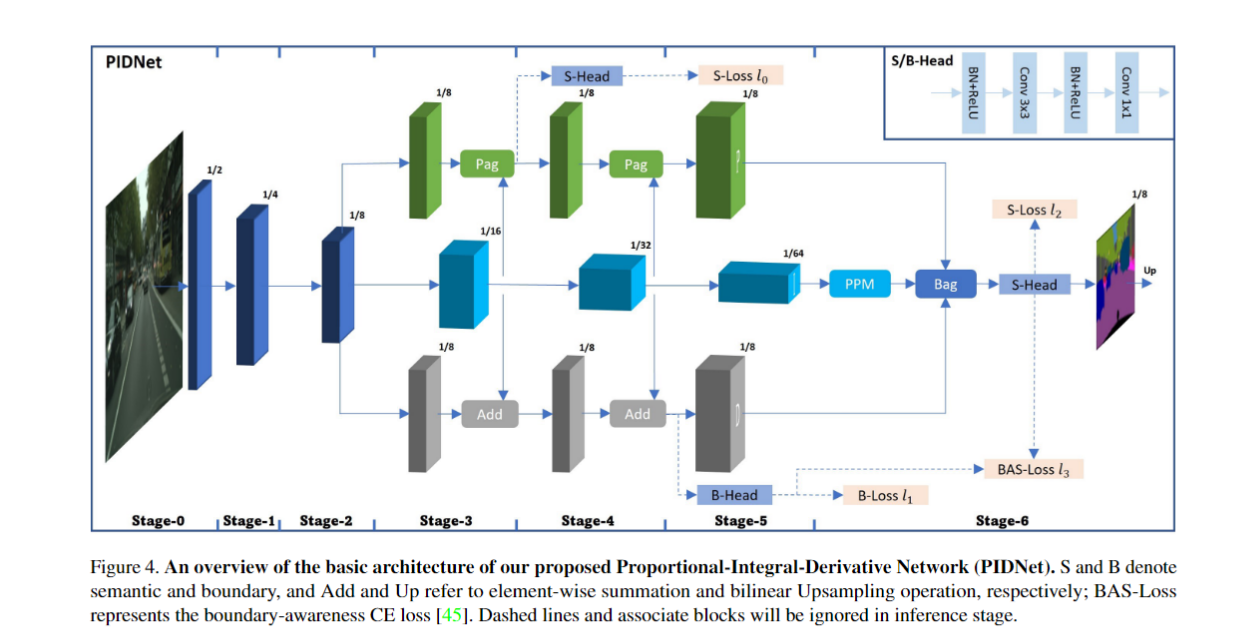 PIDNet
S-Head
S-Loss l₀
S/B-Head
BN+ReLU
Conv 3x3
BN+ReLU
Conv 1x1
1/8
1/8
1/8
1/2
1/4
1/8
Pag
Pag
P
1/8
S-Loss l₂
1/16
1/32
1/64
I
PPM
Bag
S-Head
Up
1/8
1/8
1/8
Add
Add
D
BAS-Loss l₃
B-Head
B-Loss l₁
Stage-0
Stage-1
Stage-2
Stage-3
Stage-4
Stage-5
Stage-6
Figure 4. An overview of the basic architecture of our proposed Proportional-Integral-Derivative Network (PIDNet). S and B denote
semantic and boundary, and Add and Up refer to element-wise summation and bilinear Upsampling operation, respectively; BAS-Loss
represents the boundary-awareness CE loss [45]. Dashed lines and associate blocks will be ignored in inference stage.